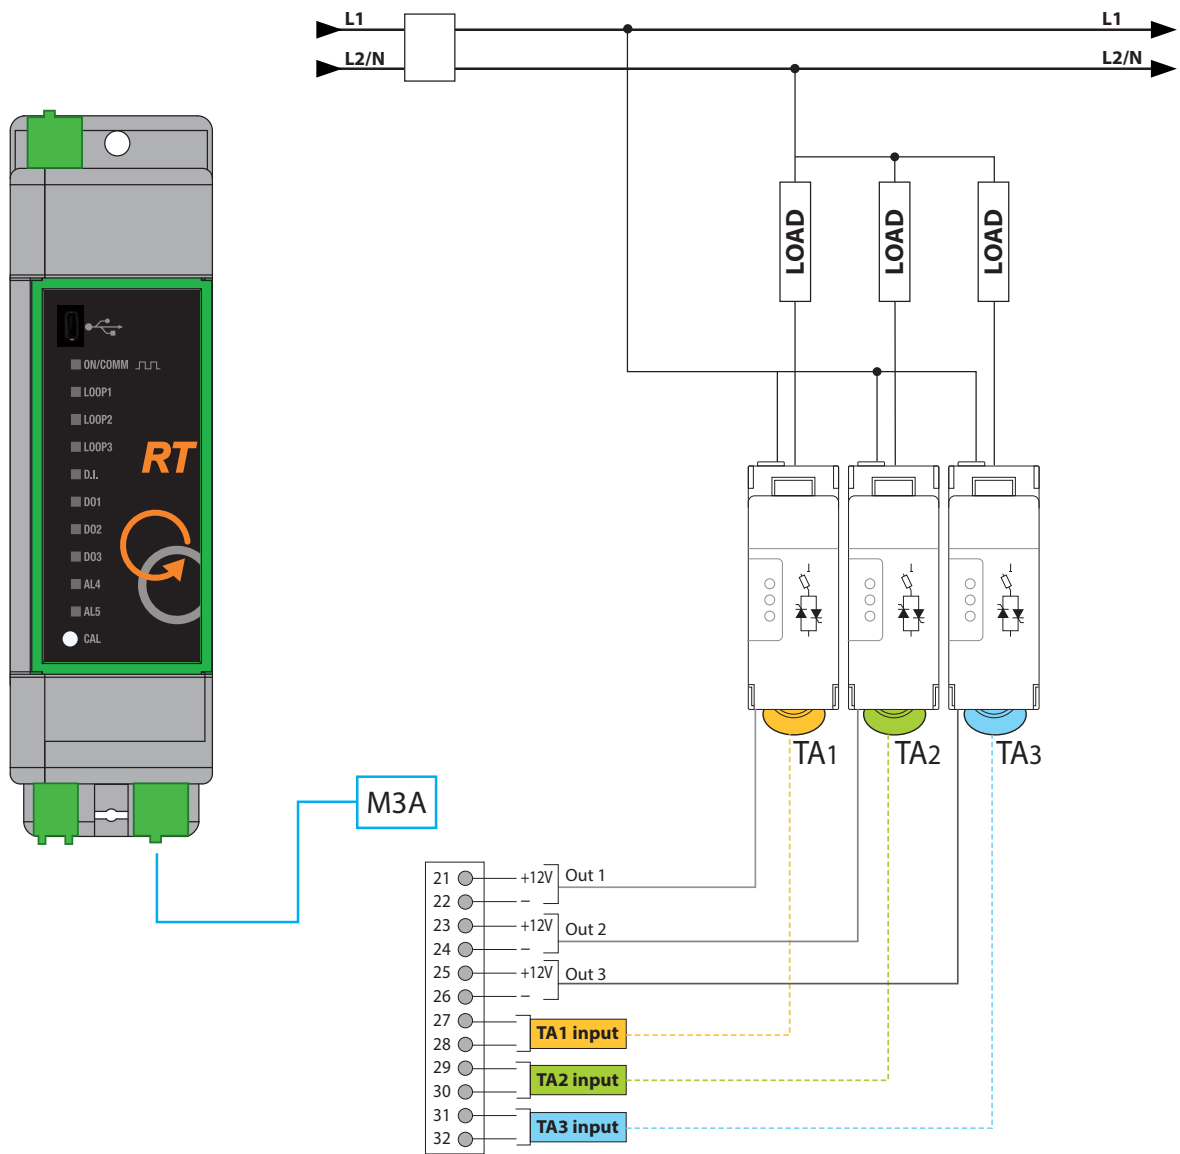 L1
L1
L2/N
L2/N
LOAD
LOAD
LOAD
ON/COMM
LOOP1
LOOP2
LOOP3
RT
D.I.
DO1
DO2
DO3
AL4
AL5
CAL
TA1
TA2
TA3
M3A
21 +12V Out 1
22 –
23 +12V Out 2
24 –
25 +12V Out 3
26 –
27
TA1 input
28
29
TA2 input
30
31
TA3 input
32